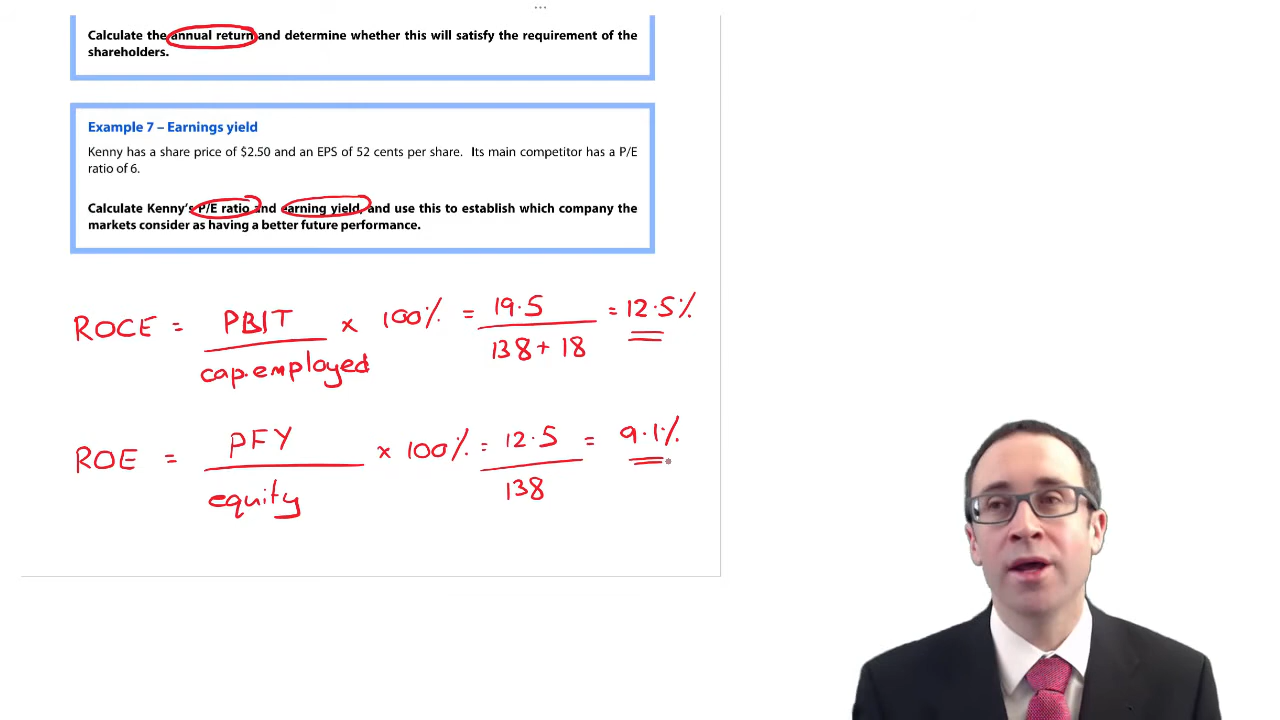 Calculate the annual return and determine whether this will satisfy the requirement of the
shareholders.
Example 7 – Earnings yield
Kenny has a share price of $2.50 and an EPS of 52 cents per share. Its main competitor has a P/E
ratio of 6.
Calculate Kenny's P/E ratio and earning yield, and use this to establish which company the
markets consider as having a better future performance.
ROCE = PBIT / cap.employed × 100% = 19.5 / 138 + 18 = 12.5%
ROE = PFY / equity × 100% = 12.5 / 138 = 9.1%